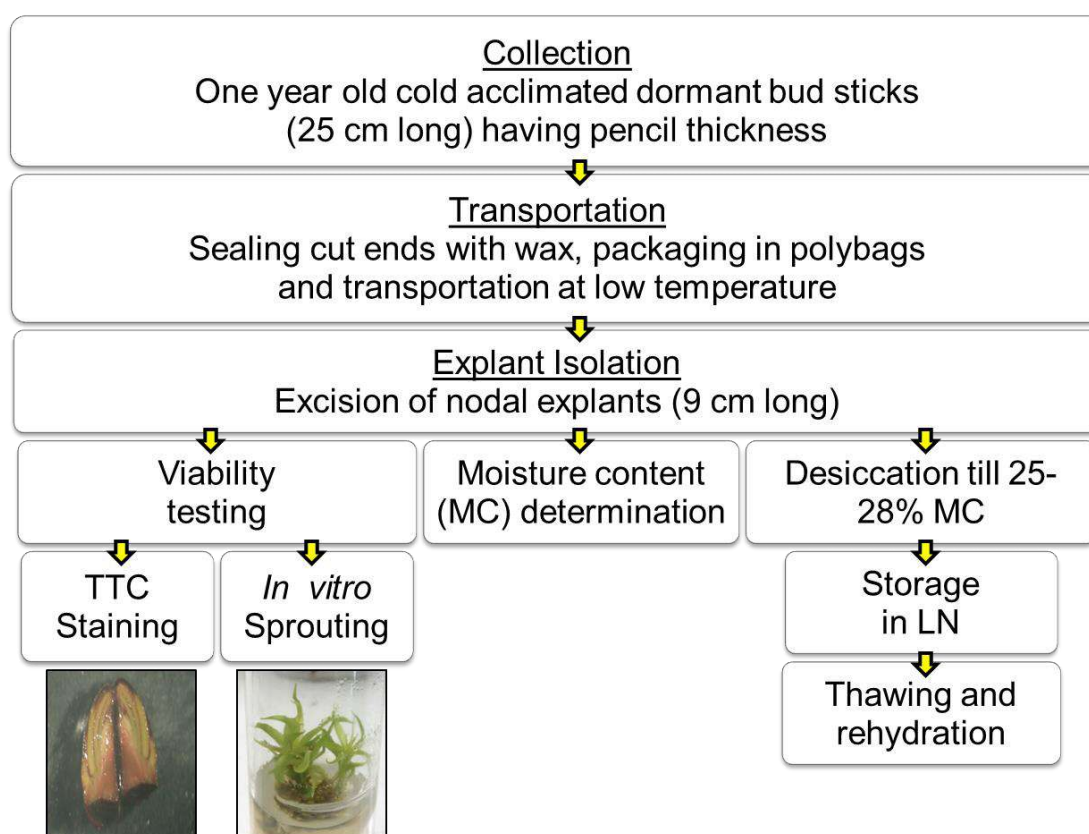 Collection
One year old cold acclimated dormant bud sticks
(25 cm long) having pencil thickness
Transportation
Sealing cut ends with wax, packaging in polybags
and transportation at low temperature
Explant Isolation
Excision of nodal explants (9 cm long)
Viability
testing
Moisture content
(MC) determination
Desiccation till 25-
28% MC
TTC
Staining
In vitro
Sprouting
Storage
in LN
Thawing and
rehydration